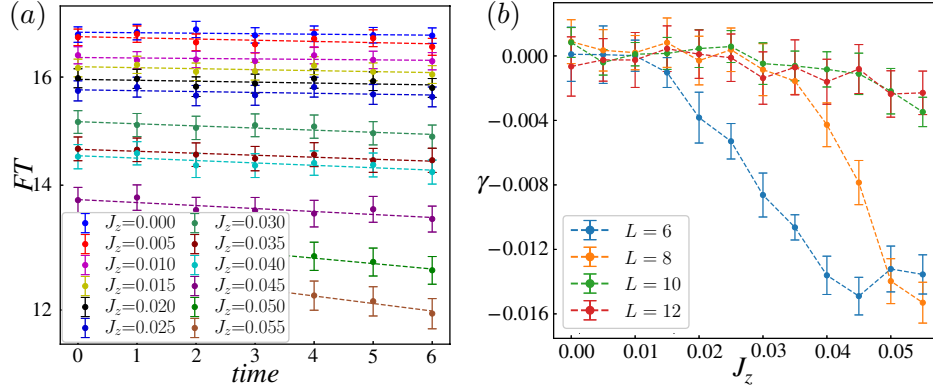 (a)
FT
16
14
12
J_z=0.000
J_z=0.005
J_z=0.010
J_z=0.015
J_z=0.020
J_z=0.025
J_z=0.030
J_z=0.035
J_z=0.040
J_z=0.045
J_z=0.050
J_z=0.055
0 1 2 3 4 5 6
time
(b)
γ
0.000
−0.004
−0.008
−0.012
−0.016
L = 6
L = 8
L = 10
L = 12
0.00 0.01 0.02 0.03 0.04 0.05
J_z